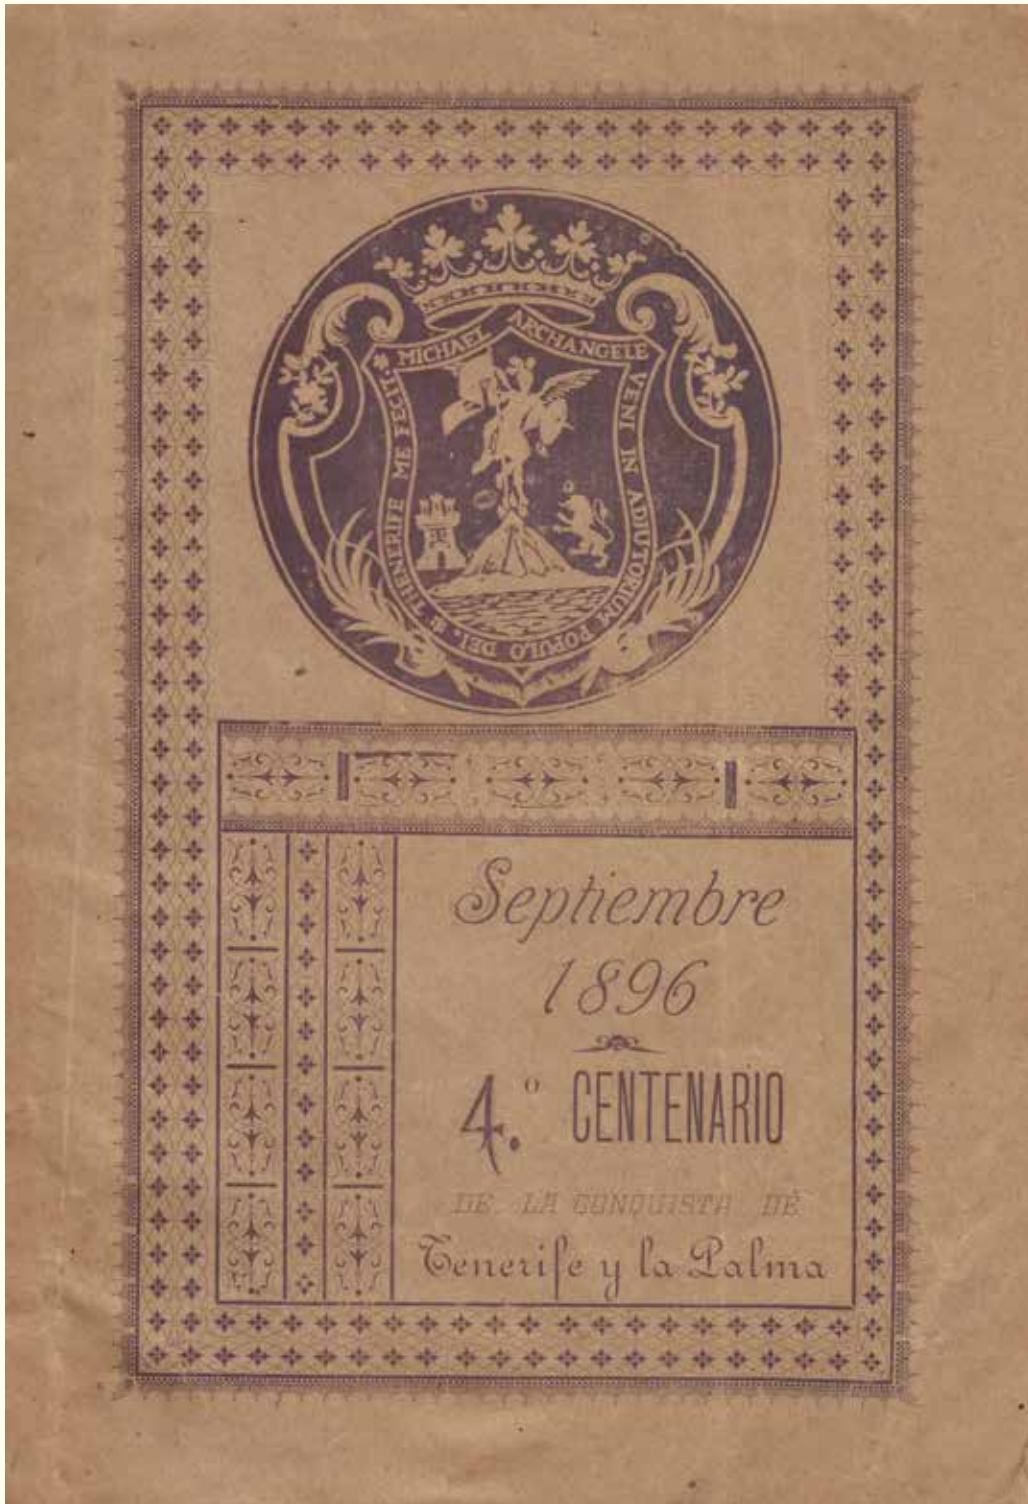 MICHAEL ARCHANGELE VENI IN ADIUTORIUM POPULO DEI. THENERIFE ME FECIT.
Septiembre
1896
4.º CENTENARIO
DE LA CONQUISTA DE
Tenerife y la Palma